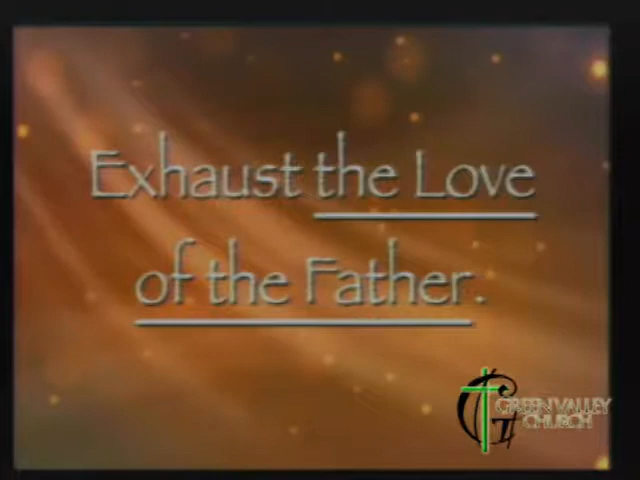 Exhaust the Love
of the Father.
GREEN VALLEY
CHURCH